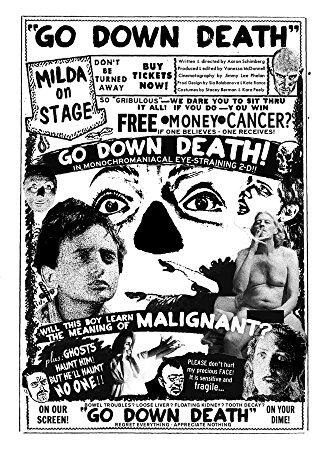 "GO DOWN DEATH"
MILDA
on
STAGE
DON'T
BE
TURNED
AWAY
BUY
TICKETS
NOW!
Written & directed by Aaron Schimberg
Produced & edited by Vanessa McDonnell
Cinematography by Jimmy Lee Phelan
Prod Design by Sia Balabanova & Kate Rance
Costumes by Stacey Berman & Kara Feely
SO "GRIBULOUS"—WE DARE YOU TO SIT THRU
IT ALL! IF YOU DO—YOU WIN
FREE •MONEY•CANCER?
IF ONE BELIEVES - ONE RECEIVES!
GO DOWN DEATH!
IN MONOCHROMANIACAL EYE-STRAINING 2-D!!
WILL THIS BOY LEARN
THE MEANING OF MALIGNANT?
plus: GHOSTS
HAUNT HIM!
BUT HE'LL HAUNT
NO ONE!!
PLEASE don't hurt
my precious FACE!
It is sensitive and
fragile...
ON OUR
SCREEN!
BOWEL TROUBLES? LOOSE LIVER? FLOATING KIDNEY? TOOTH DECAY?
"GO DOWN DEATH"
REGRET EVERYTHING - APPRECIATE NOTHING
ON YOUR
DIME!